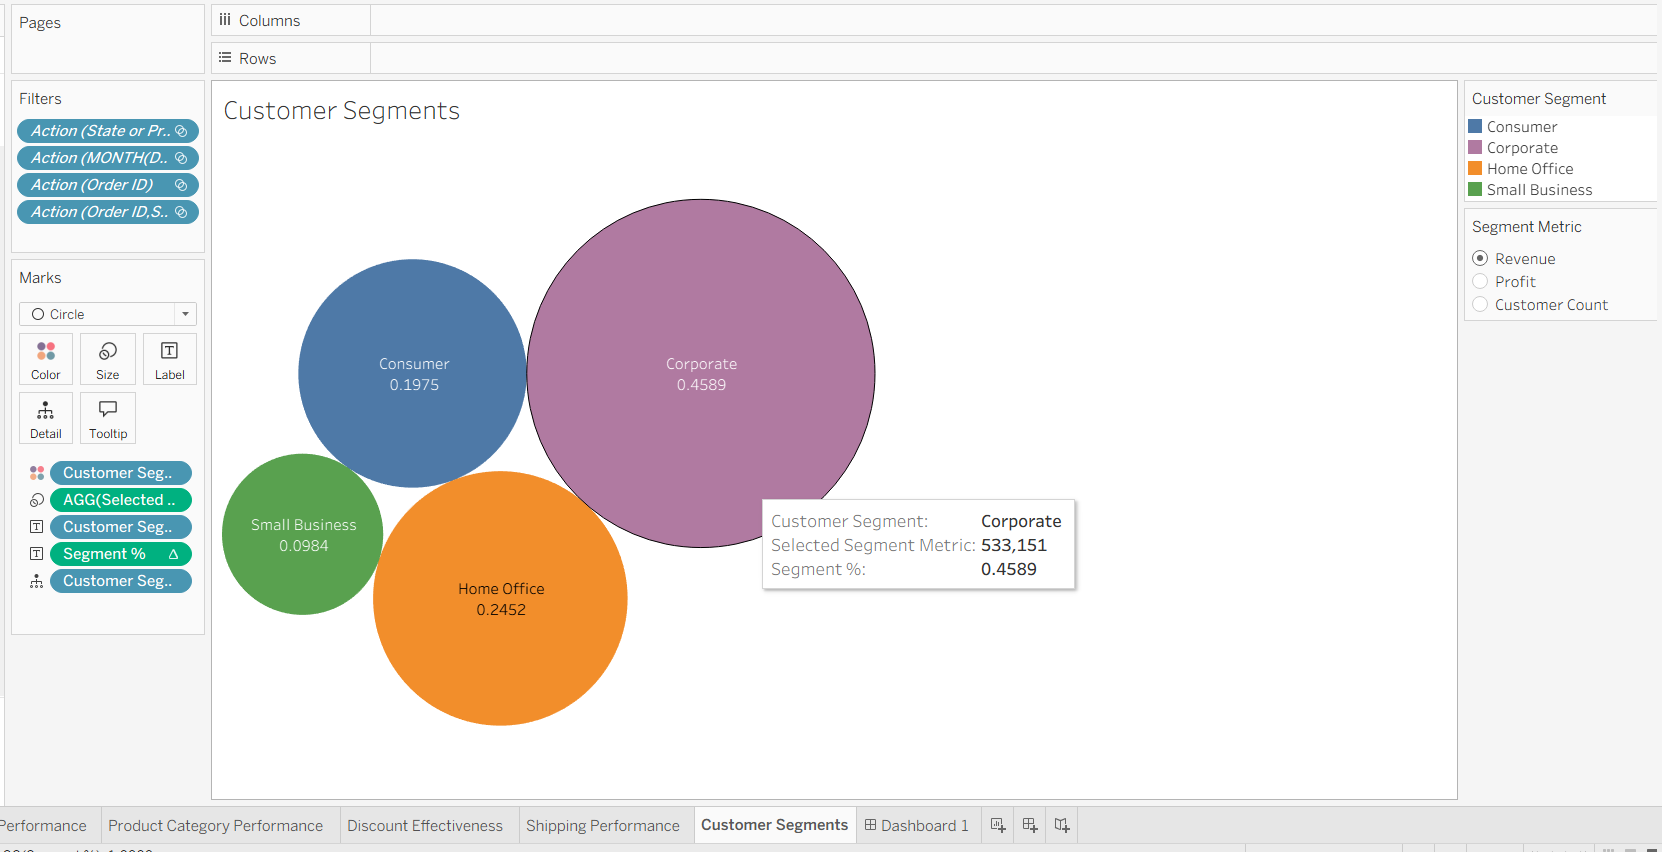 Pages
Columns
Rows
Filters
Action (State or Pr..
Action (MONTH(D..
Action (Order ID)
Action (Order ID,S..
Marks
Circle
Color
Size
Label
Detail
Tooltip
Customer Seg..
AGG(Selected ..
Customer Seg..
Segment %
Customer Seg..
Customer Segments
Consumer
0.1975
Corporate
0.4589
Small Business
0.0984
Home Office
0.2452
Customer Segment: Corporate
Selected Segment Metric: 533,151
Segment %: 0.4589
Customer Segment
Consumer
Corporate
Home Office
Small Business
Segment Metric
Revenue
Profit
Customer Count
Performance
Product Category Performance
Discount Effectiveness
Shipping Performance
Customer Segments
Dashboard 1